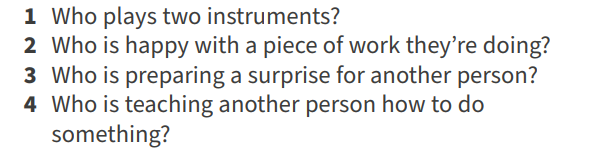 1 Who plays two instruments?
2 Who is happy with a piece of work they’re doing?
3 Who is preparing a surprise for another person?
4 Who is teaching another person how to do
something?